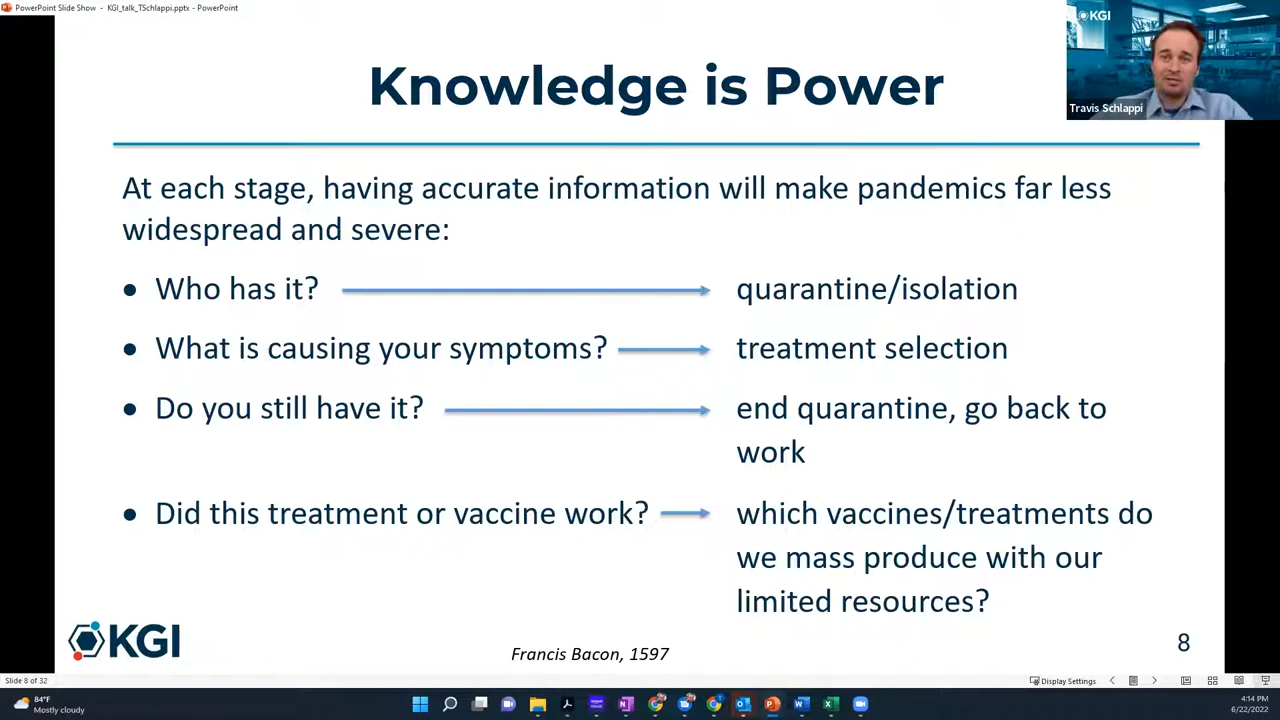 PowerPoint Slide Show - KGI_talk_TSchlappi.pptx - PowerPoint
KGI
Travis Schlappi
Knowledge is Power
At each stage, having accurate information will make pandemics far less
widespread and severe:
• Who has it? quarantine/isolation
• What is causing your symptoms? treatment selection
• Do you still have it? end quarantine, go back to
work
• Did this treatment or vaccine work? which vaccines/treatments do
we mass produce with our
limited resources?
KGI
Francis Bacon, 1597
8
Slide 8 of 32
Display Settings
84°F
Mostly cloudy
4:14 PM
6/22/2022